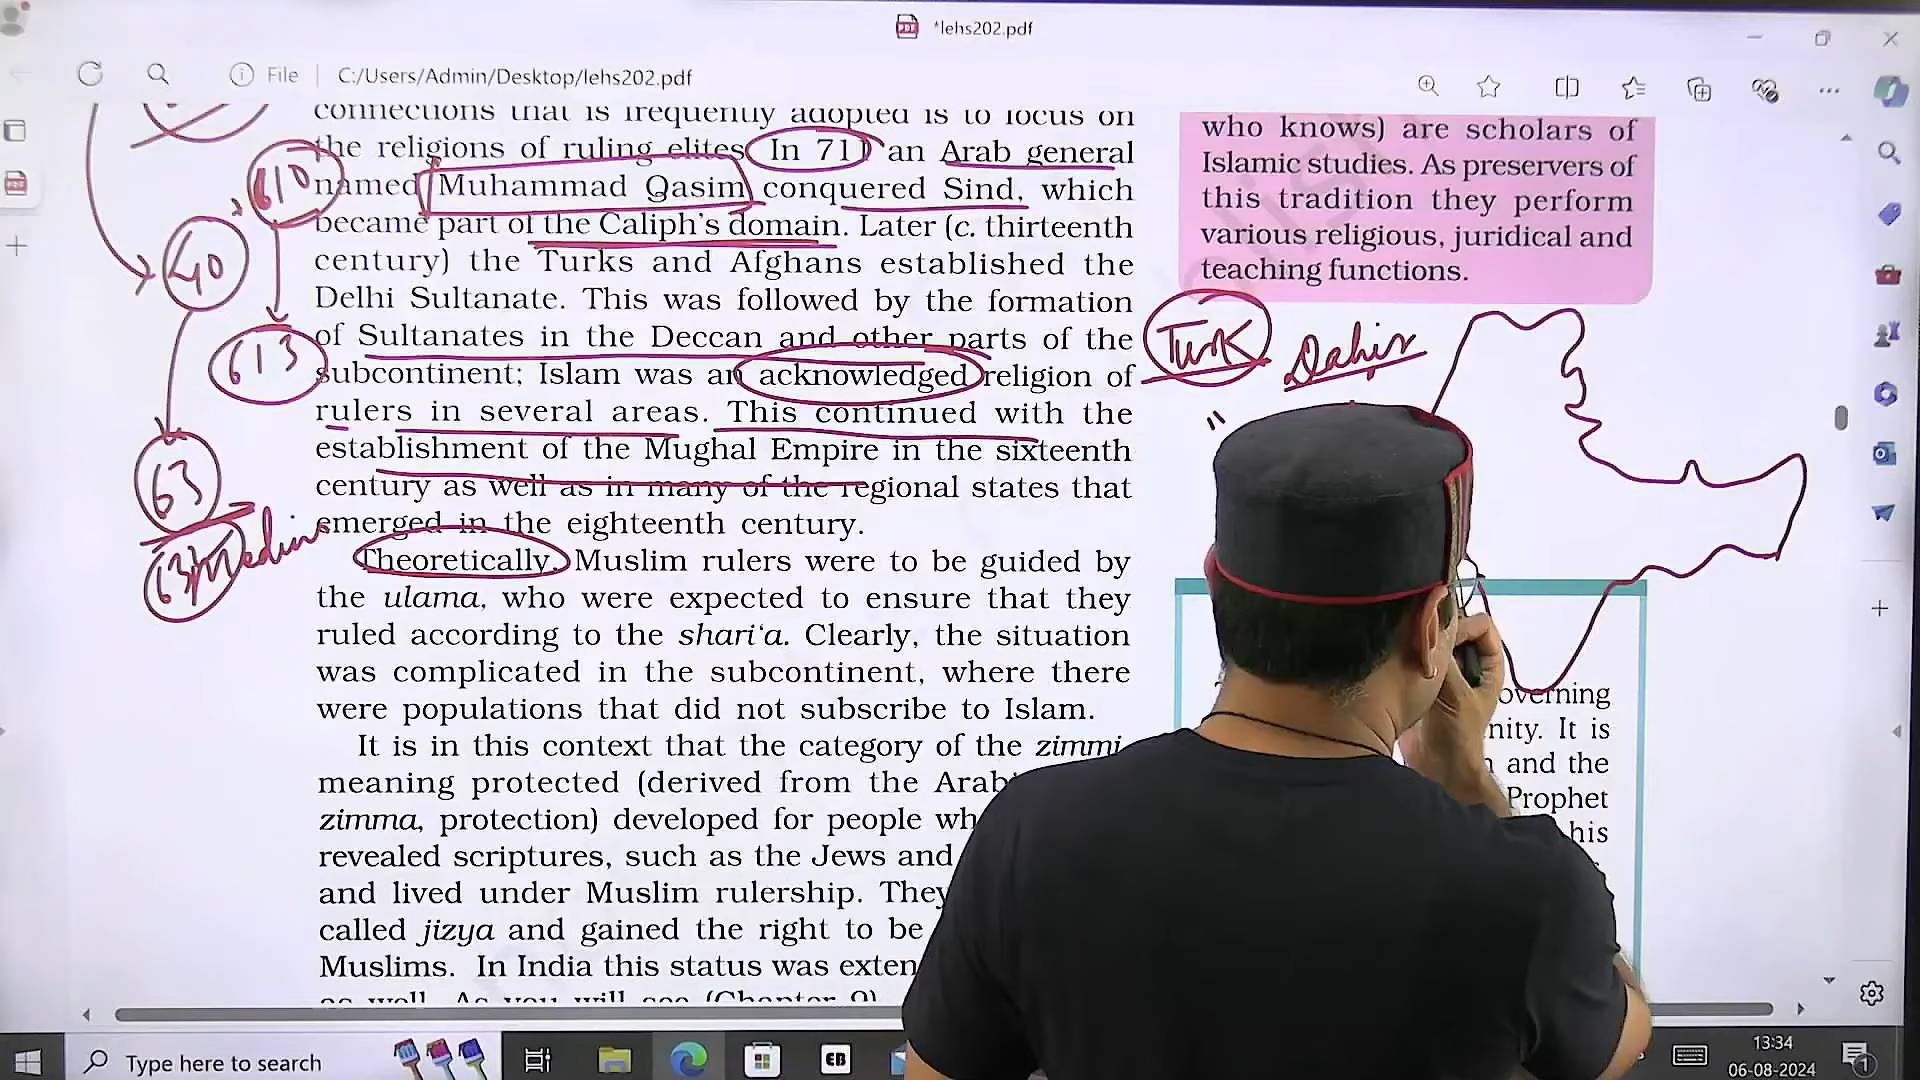 *lehs202.pdf
File
C:/Users/Admin/Desktop/lehs202.pdf
connections that is frequently adopted is to focus on
the religions of ruling elites. In 711 an Arab general
named Muhammad Qasim conquered Sind, which
became part of the Caliph's domain. Later (c. thirteenth
century) the Turks and Afghans established the
Delhi Sultanate. This was followed by the formation
of Sultanates in the Deccan and other parts of the
subcontinent; Islam was an acknowledged religion of
rulers in several areas. This continued with the
establishment of the Mughal Empire in the sixteenth
century as well as in many of the regional states that
emerged in the eighteenth century.
Theoretically, Muslim rulers were to be guided by
the ulama, who were expected to ensure that they
ruled according to the shari'a. Clearly, the situation
was complicated in the subcontinent, where there
were populations that did not subscribe to Islam.
It is in this context that the category of the zimmi,
meaning protected (derived from the Arab
zimma, protection) developed for people wh
revealed scriptures, such as the Jews and
and lived under Muslim rulership. They
called jizya and gained the right to be
Muslims. In India this status was exten
as well. As you will see (Chapter 9)
who knows) are scholars of
Islamic studies. As preservers of
this tradition they perform
various religious, juridical and
teaching functions.
overning
nity. It is
and the
Prophet
his
610
40
613
63
Medina
Turk
Dahir
Type here to search
13:34
06-08-2024